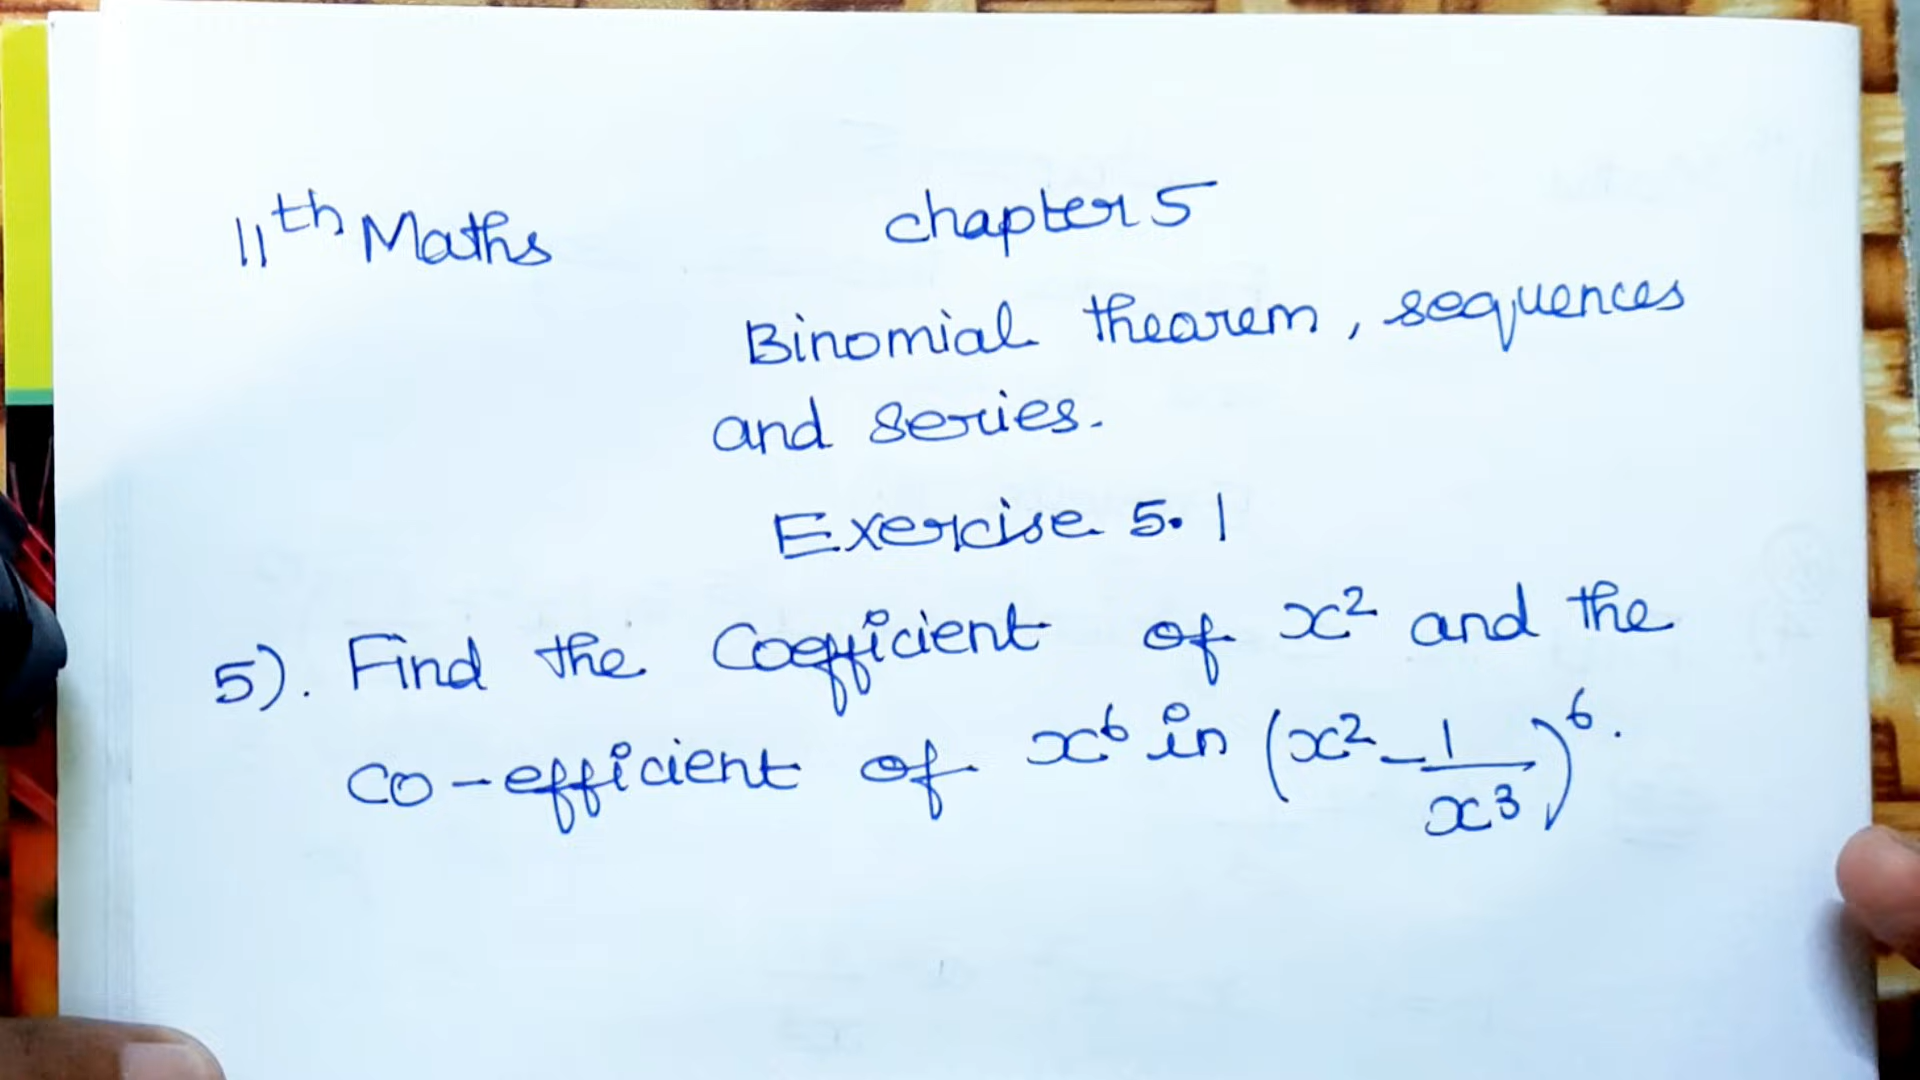 11th Maths chapter 5
Binomial thearem, sequences
and series.
Exercise 5.1
5). Find the Coefficient of x² and the
co-efficient of x⁶ in (x² - 1/x³)⁶.